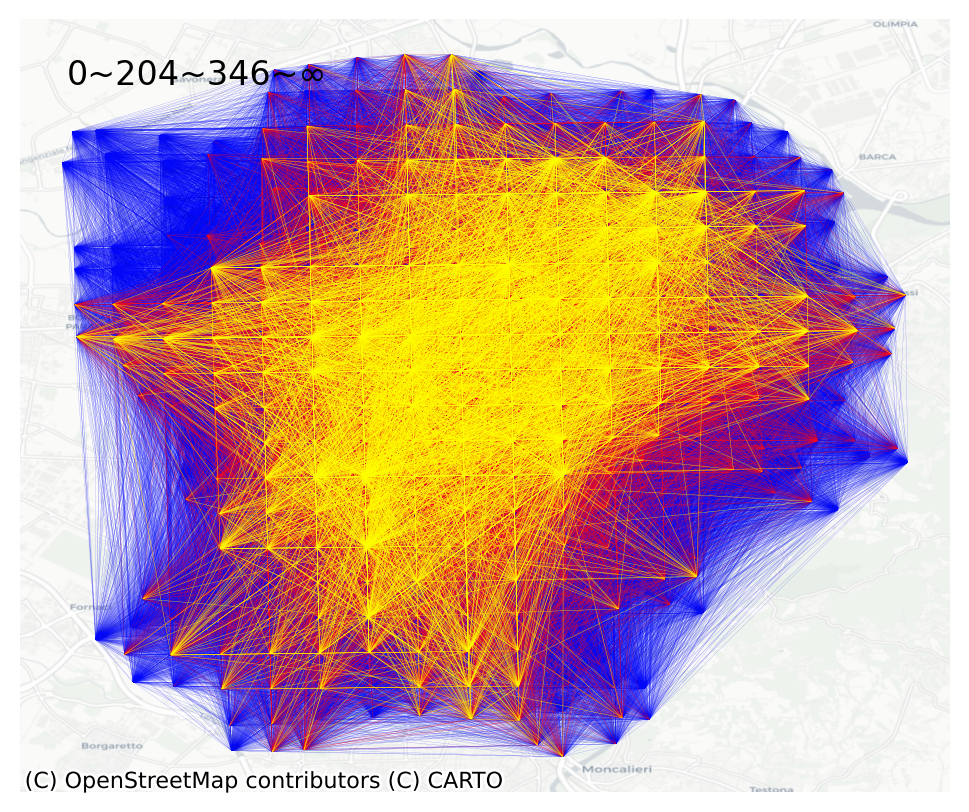 OLIMPIA
0~204~346~∞
BARCA
Borgaretto
Moncalieri
Testona
(C) OpenStreetMap contributors (C) CARTO